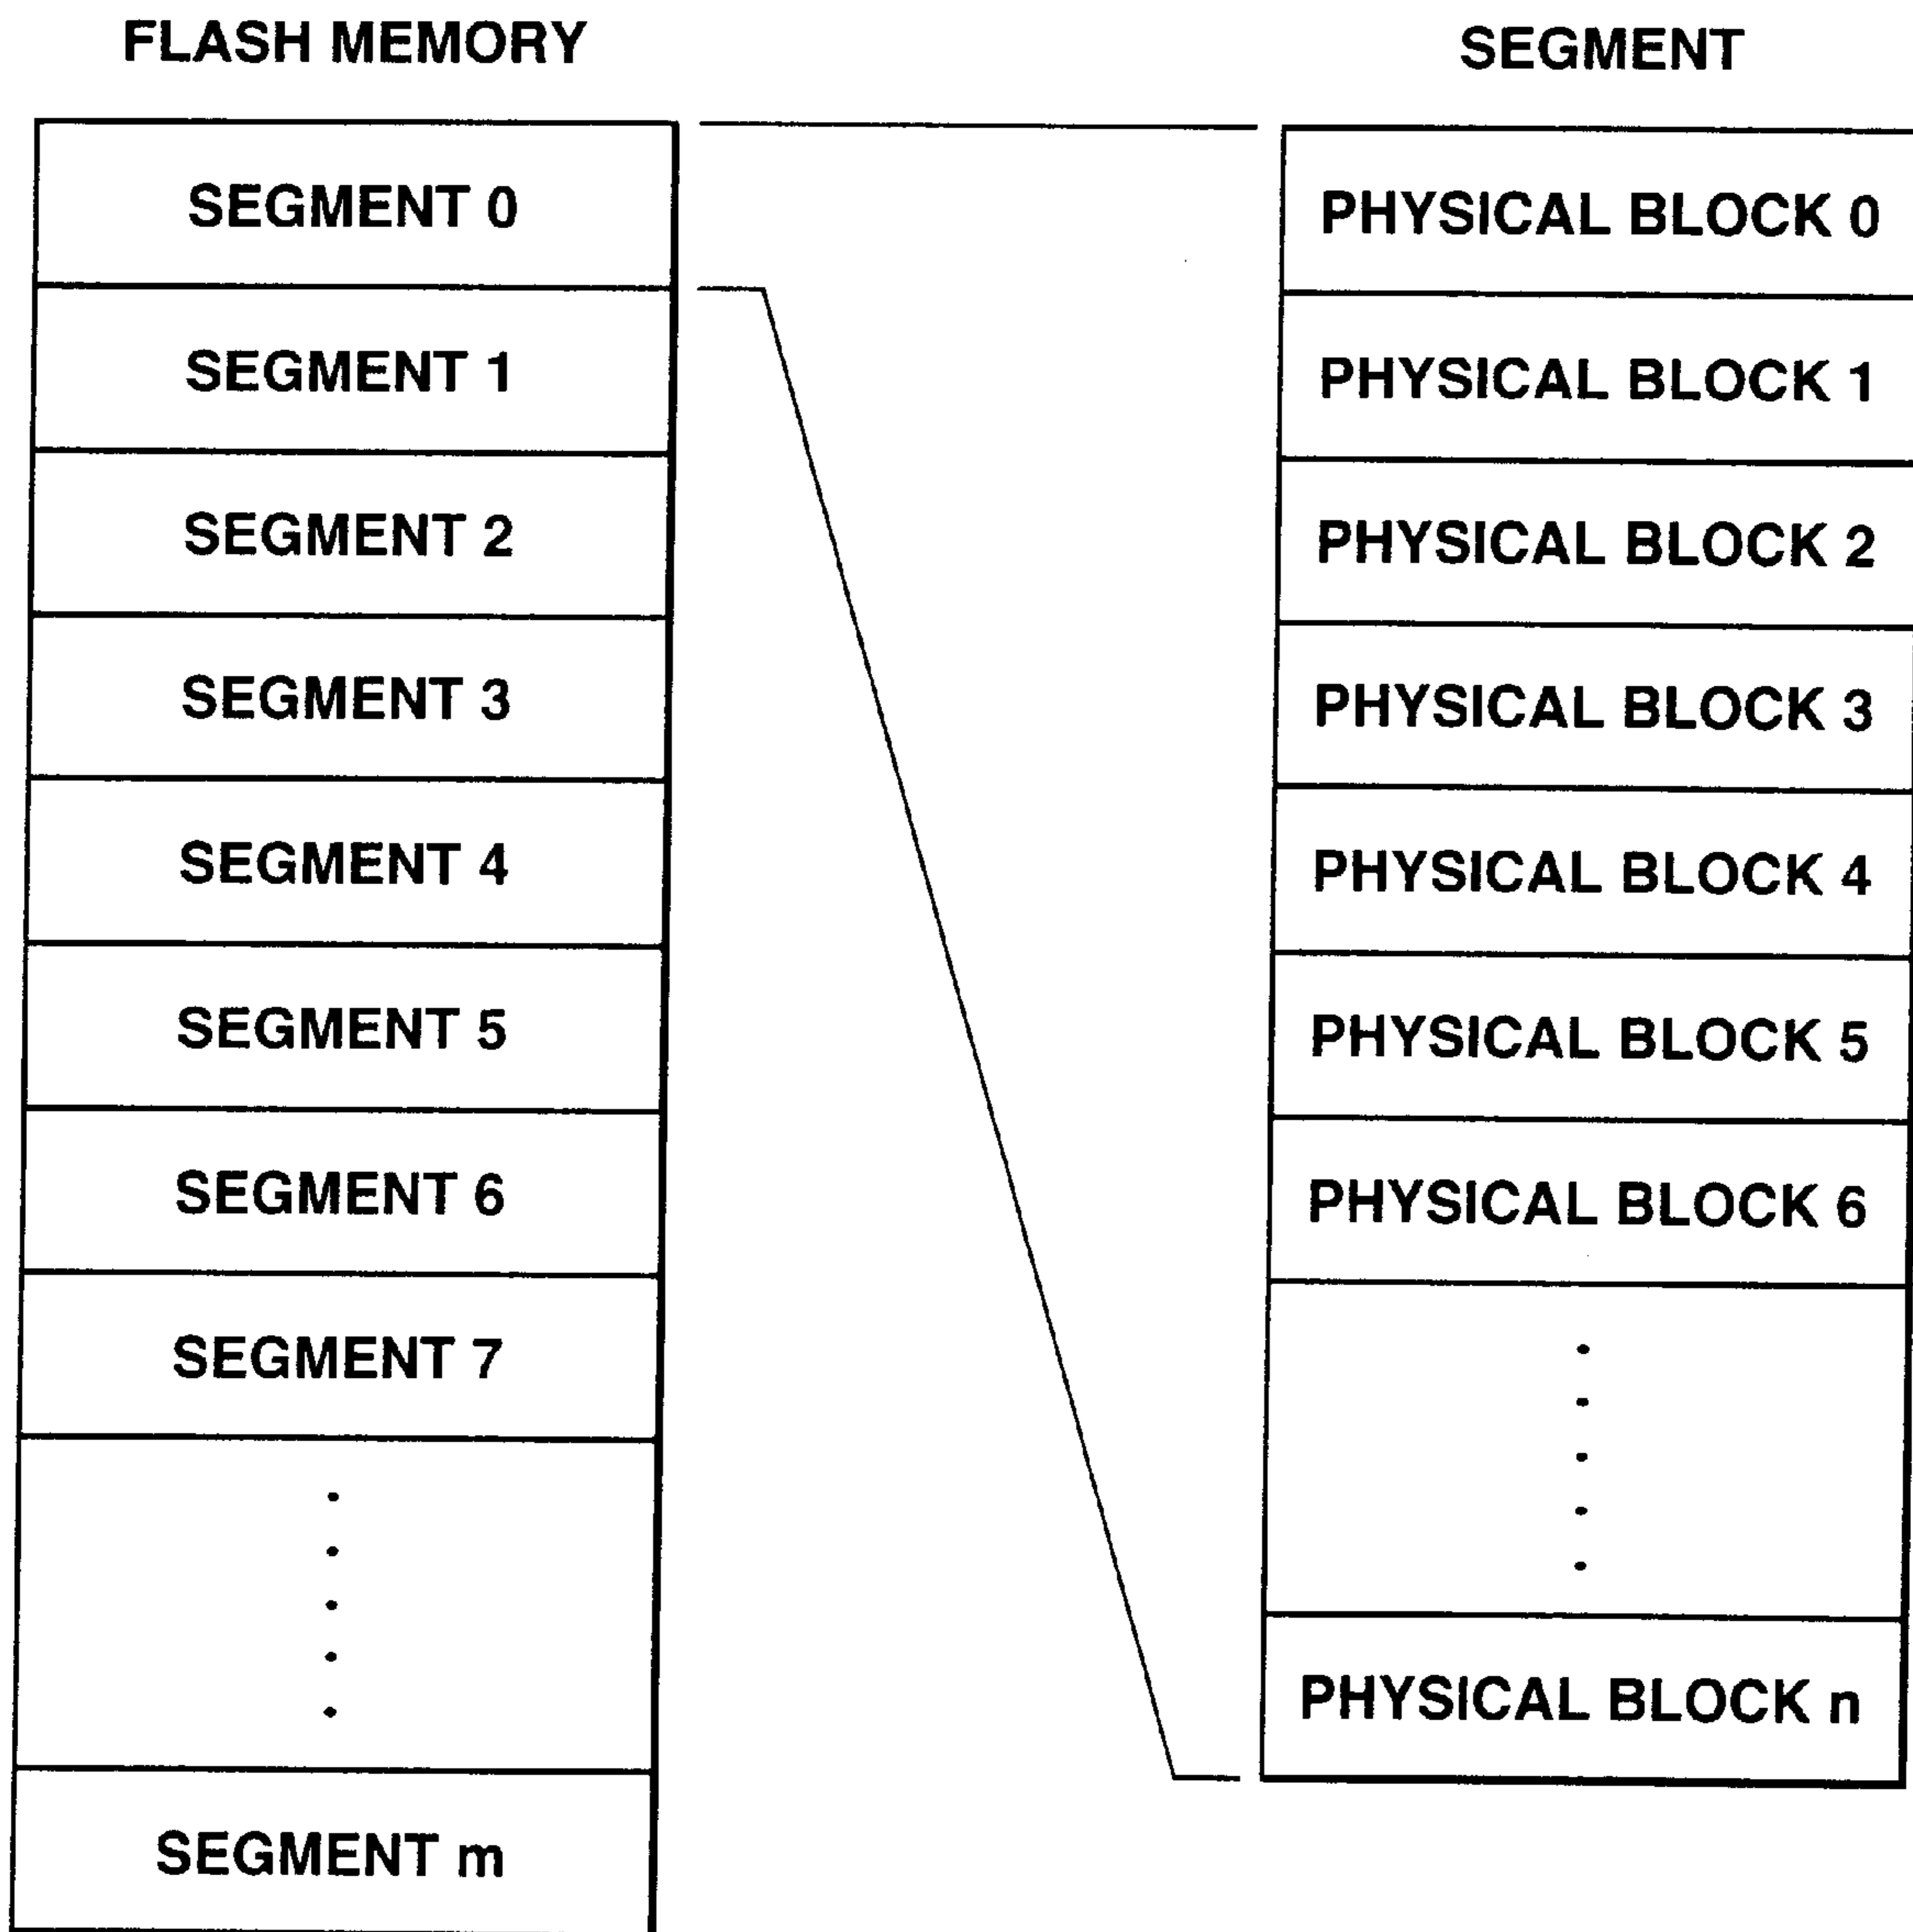 FLASH MEMORY
SEGMENT 0
SEGMENT 1
SEGMENT 2
SEGMENT 3
SEGMENT 4
SEGMENT 5
SEGMENT 6
SEGMENT 7
SEGMENT m
SEGMENT
PHYSICAL BLOCK 0
PHYSICAL BLOCK 1
PHYSICAL BLOCK 2
PHYSICAL BLOCK 3
PHYSICAL BLOCK 4
PHYSICAL BLOCK 5
PHYSICAL BLOCK 6
PHYSICAL BLOCK n